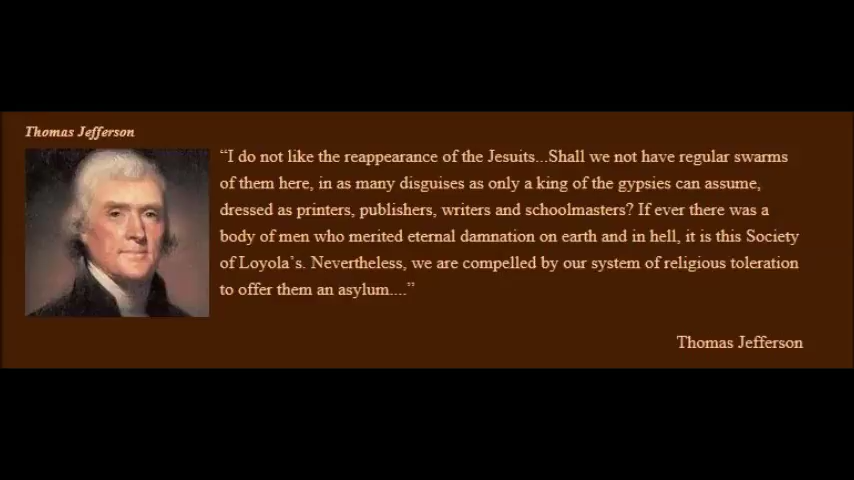 Thomas Jefferson
“I do not like the reappearance of the Jesuits...Shall we not have regular swarms
of them here, in as many disguises as only a king of the gypsies can assume,
dressed as printers, publishers, writers and schoolmasters? If ever there was a
body of men who merited eternal damnation on earth and in hell, it is this Society
of Loyola’s. Nevertheless, we are compelled by our system of religious toleration
to offer them an asylum....”
Thomas Jefferson